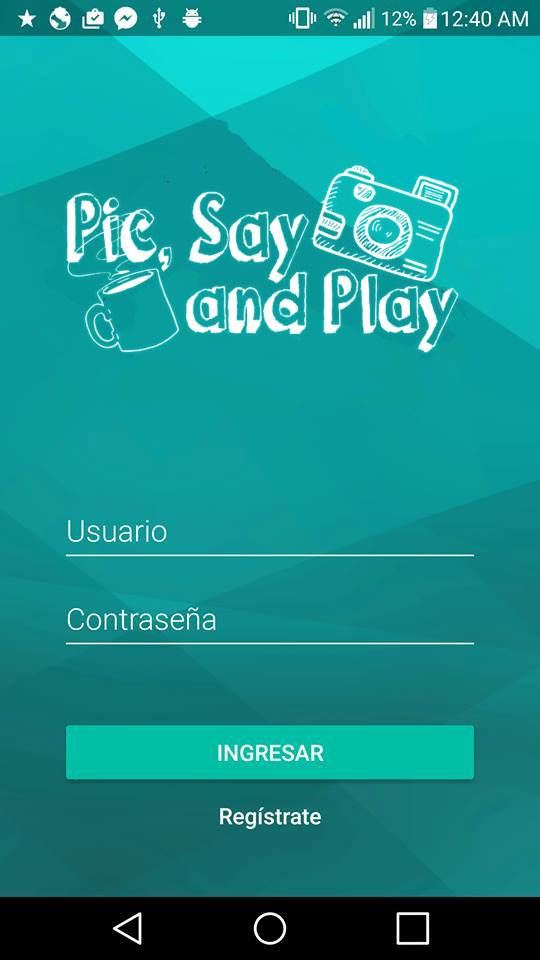 12% 12:40 AM
Pic, Say
and Play
Usuario
Contraseña
INGRESAR
Regístrate